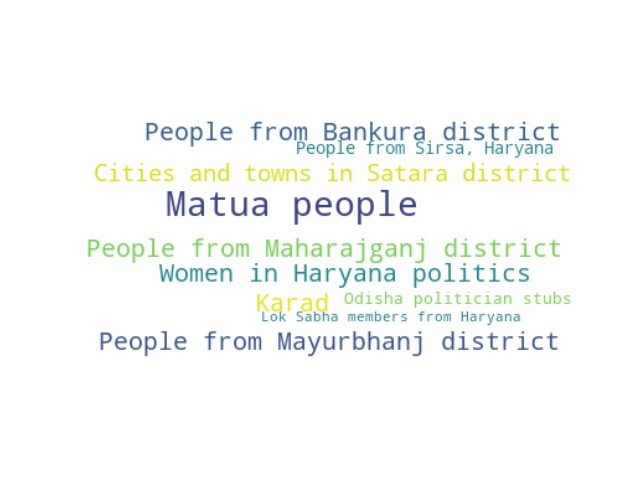 People from Bankura district
People from Sirsa, Haryana
Cities and towns in Satara district
Matua people
People from Maharajganj district
Women in Haryana politics
Karad
Odisha politician stubs
Lok Sabha members from Haryana
People from Mayurbhanj district